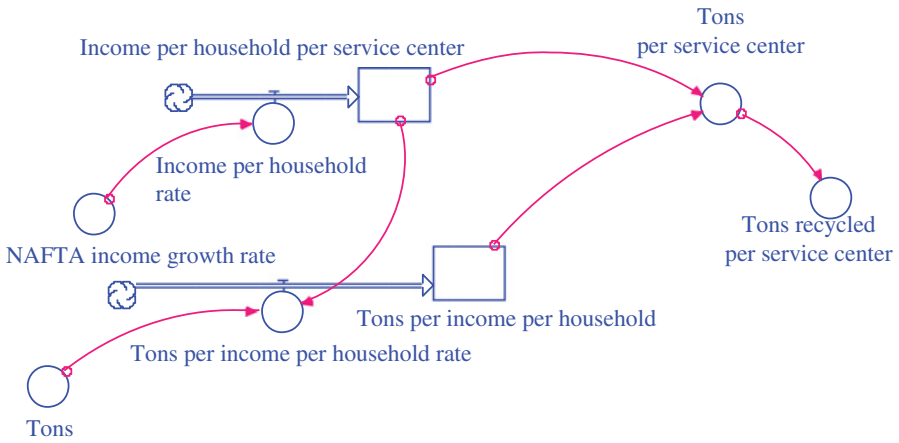 Tons
per service center
Income per household per service center
Income per household
rate
Tons recycled
per service center
NAFTA income growth rate
Tons per income per household
Tons per income per household rate
Tons